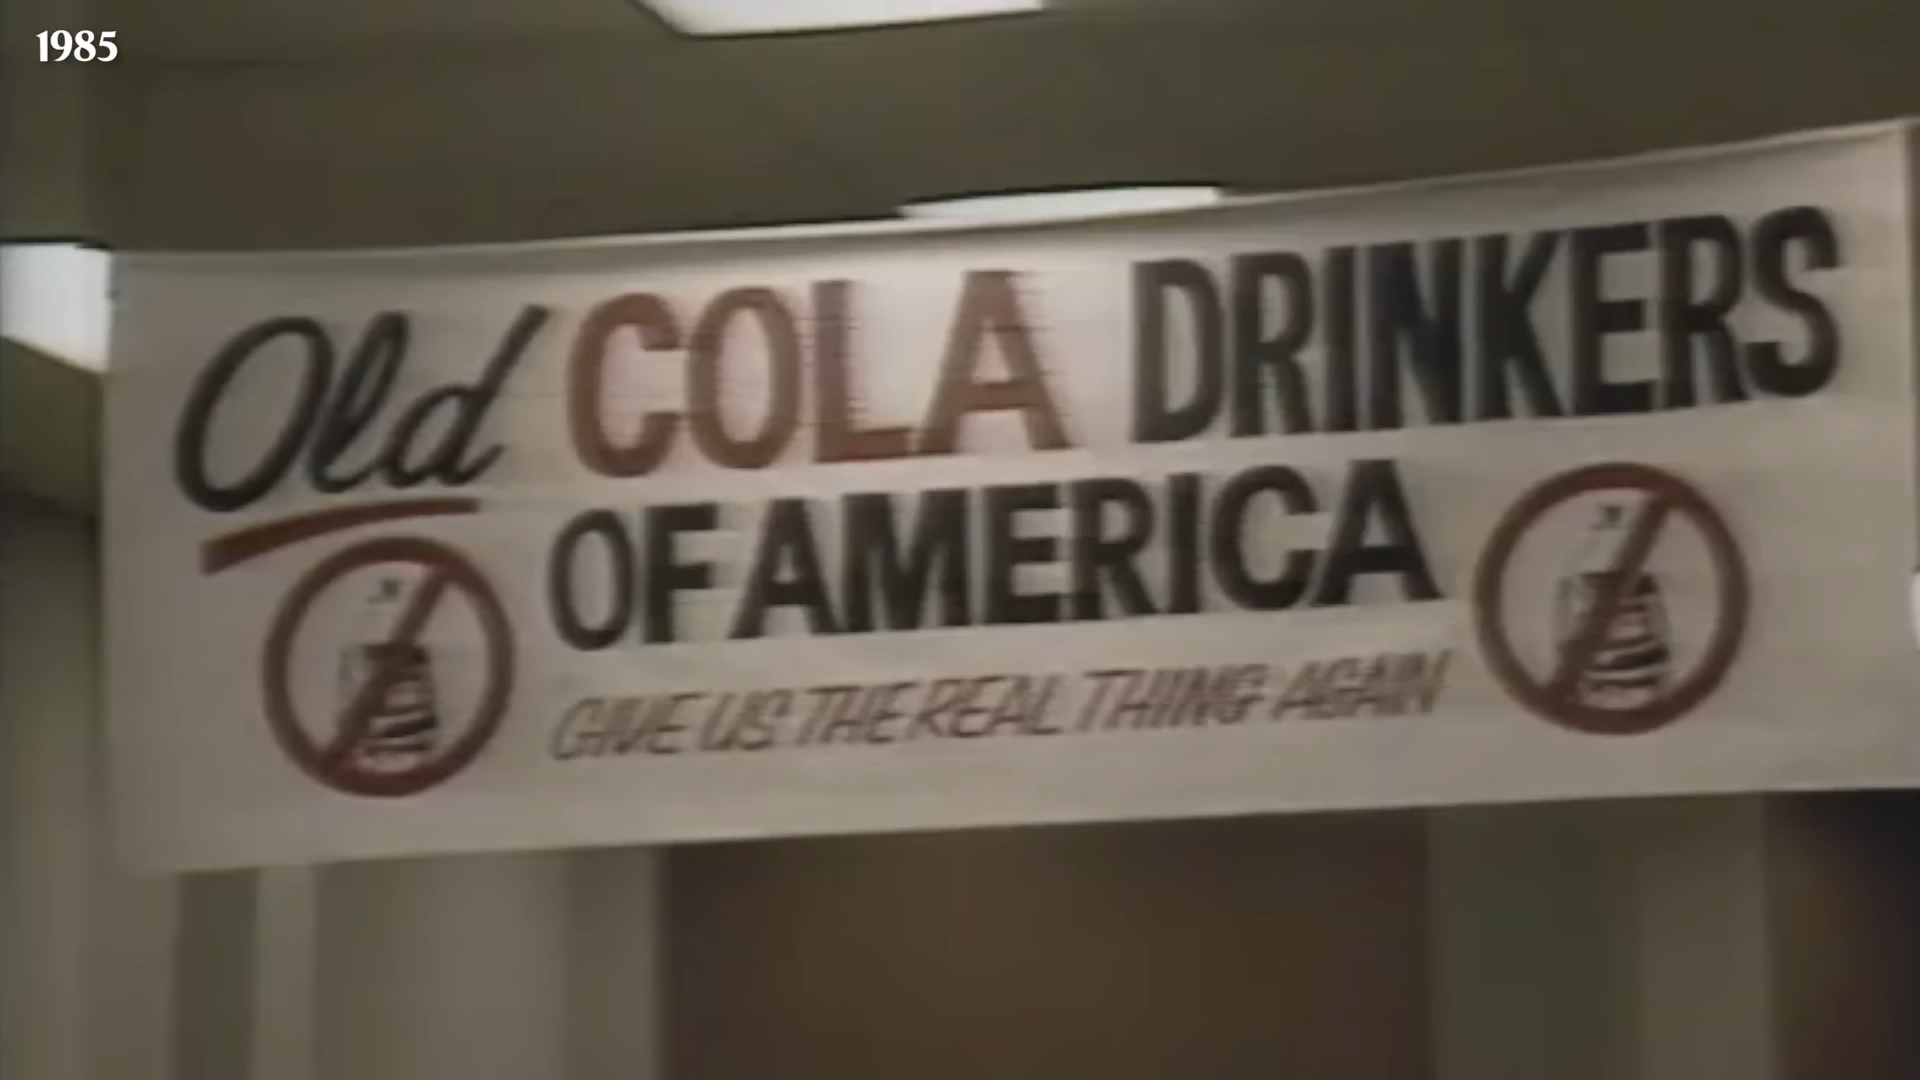 1985
Old COLA DRINKERS
OF AMERICA
GIVE US THE REAL THING AGAIN